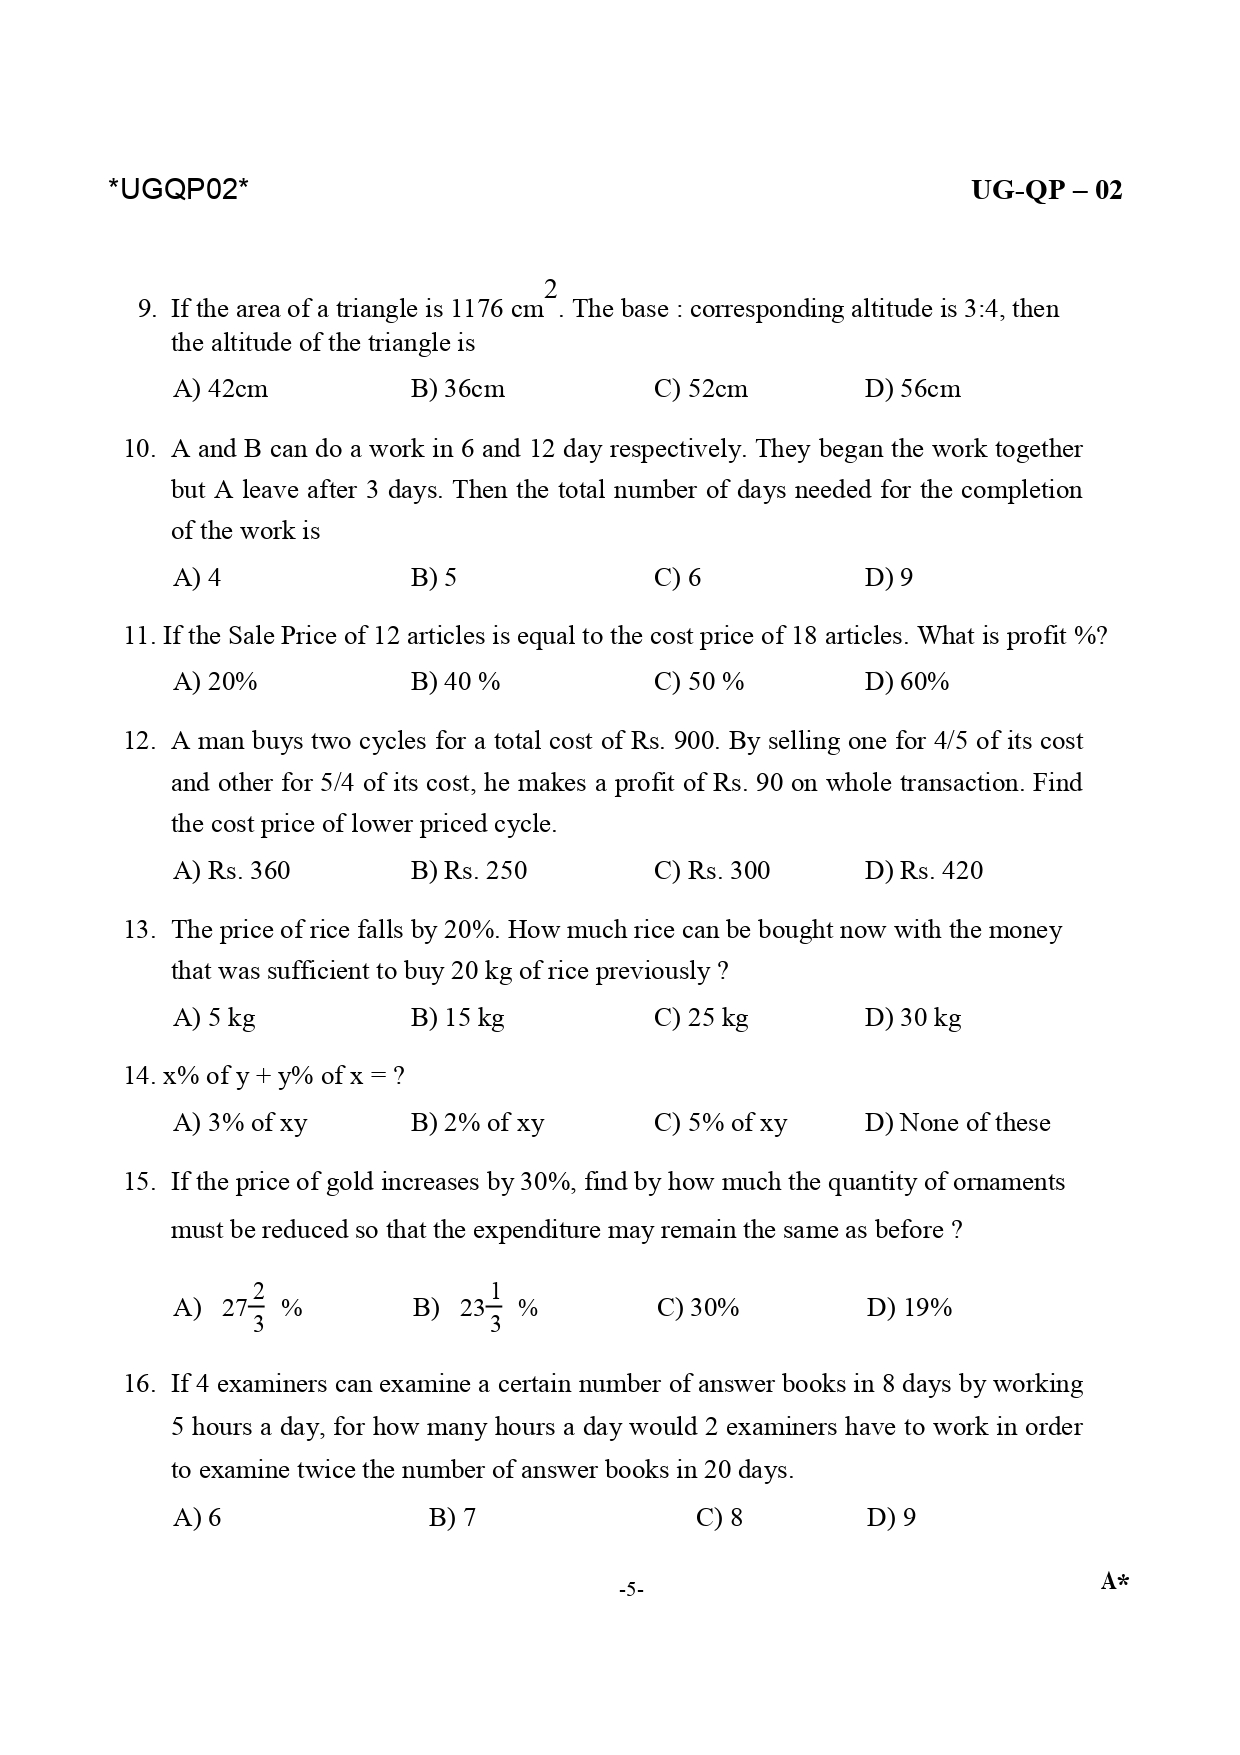 *UGQP02* UG-QP – 02
9. If the area of a triangle is 1176 cm². The base : corresponding altitude is 3:4, then
the altitude of the triangle is
A) 42cm B) 36cm C) 52cm D) 56cm
10. A and B can do a work in 6 and 12 day respectively. They began the work together
but A leave after 3 days. Then the total number of days needed for the completion
of the work is
A) 4 B) 5 C) 6 D) 9
11. If the Sale Price of 12 articles is equal to the cost price of 18 articles. What is profit %?
A) 20% B) 40 % C) 50 % D) 60%
12. A man buys two cycles for a total cost of Rs. 900. By selling one for 4/5 of its cost
and other for 5/4 of its cost, he makes a profit of Rs. 90 on whole transaction. Find
the cost price of lower priced cycle.
A) Rs. 360 B) Rs. 250 C) Rs. 300 D) Rs. 420
13. The price of rice falls by 20%. How much rice can be bought now with the money
that was sufficient to buy 20 kg of rice previously ?
A) 5 kg B) 15 kg C) 25 kg D) 30 kg
14. x% of y + y% of x = ?
A) 3% of xy B) 2% of xy C) 5% of xy D) None of these
15. If the price of gold increases by 30%, find by how much the quantity of ornaments
must be reduced so that the expenditure may remain the same as before ?
A) 27 2/3 % B) 23 1/3 % C) 30% D) 19%
16. If 4 examiners can examine a certain number of answer books in 8 days by working
5 hours a day, for how many hours a day would 2 examiners have to work in order
to examine twice the number of answer books in 20 days.
A) 6 B) 7 C) 8 D) 9
-5- A*